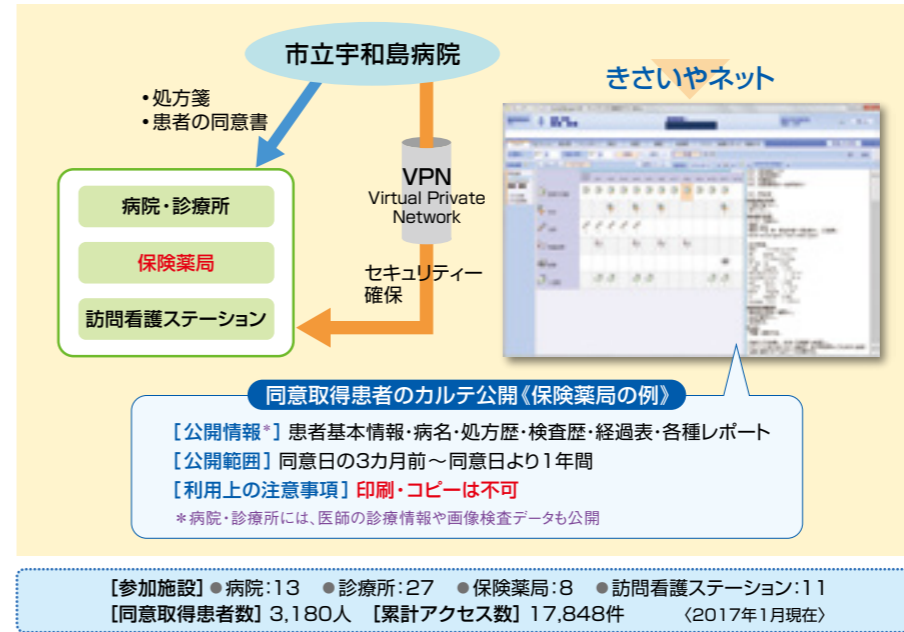 市立宇和島病院
•処方箋
•患者の同意書
きさいやネット
VPN
Virtual Private
Network
病院・診療所
保険薬局
訪問看護ステーション
セキュリティー
確保
同意取得患者のカルテ公開《保険薬局の例》
[公開情報*] 患者基本情報・病名・処方歴・検査歴・経過表・各種レポート
[公開範囲] 同意日の3カ月前〜同意日より1年間
[利用上の注意事項] 印刷・コピーは不可
*病院・診療所には、医師の診療情報や画像検査データも公開
[参加施設] ●病院:13 ●診療所:27 ●保険薬局:8 ●訪問看護ステーション:11
[同意取得患者数] 3,180人 [累計アクセス数] 17,848件 〈2017年1月現在〉